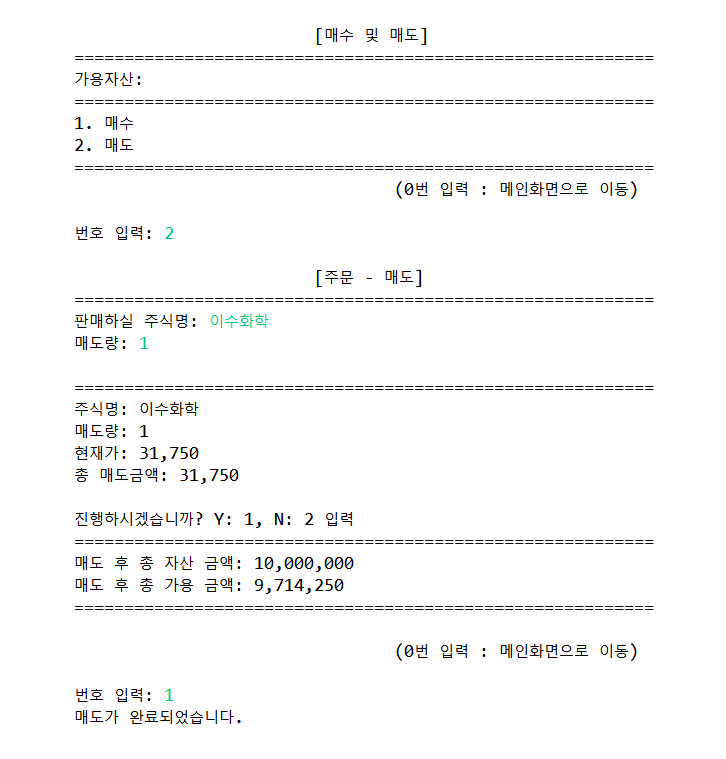 [매수 및 매도]
==========================================================
가용자산:
==========================================================
1. 매수
2. 매도
==========================================================
(0번 입력 : 메인화면으로 이동)
번호 입력: 2
[주문 - 매도]
==========================================================
판매하실 주식명: 이수화학
매도량: 1
==========================================================
주식명: 이수화학
매도량: 1
현재가: 31,750
총 매도금액: 31,750
진행하시겠습니까? Y: 1, N: 2 입력
==========================================================
매도 후 총 자산 금액: 10,000,000
매도 후 총 가용 금액: 9,714,250
==========================================================
(0번 입력 : 메인화면으로 이동)
번호 입력: 1
매도가 완료되었습니다.